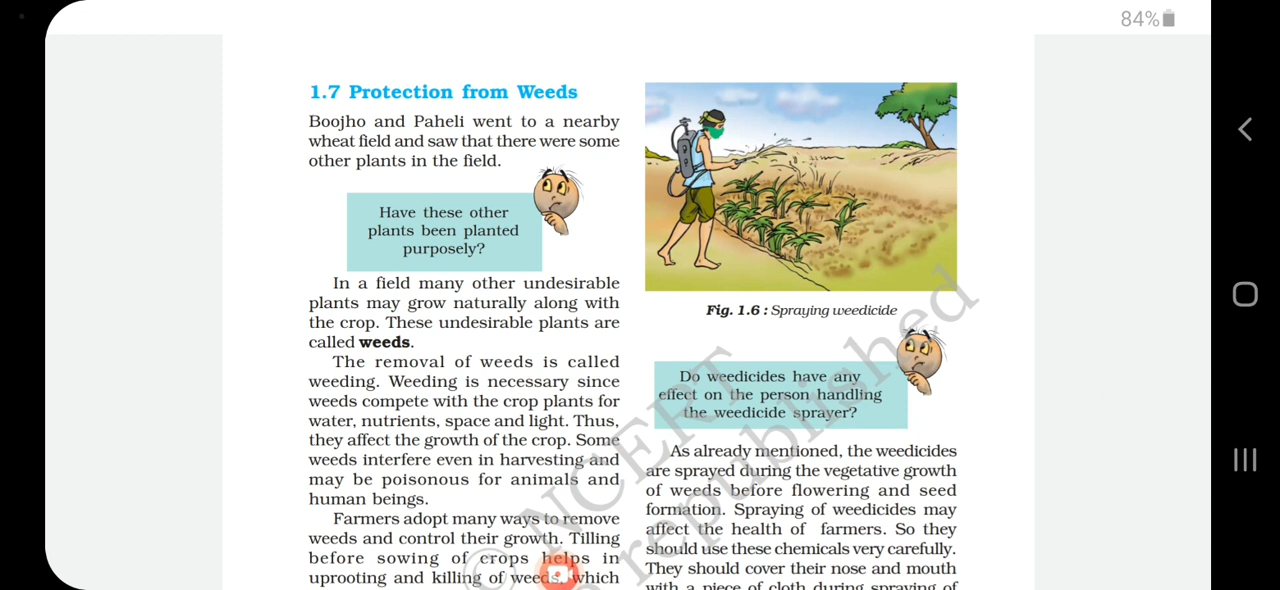 84%
1.7 Protection from Weeds
Boojho and Paheli went to a nearby
wheat field and saw that there were some
other plants in the field.
Have these other
plants been planted
purposely?
In a field many other undesirable
plants may grow naturally along with
the crop. These undesirable plants are
called weeds.
The removal of weeds is called
weeding. Weeding is necessary since
weeds compete with the crop plants for
water, nutrients, space and light. Thus,
they affect the growth of the crop. Some
weeds interfere even in harvesting and
may be poisonous for animals and
human beings.
Farmers adopt many ways to remove
weeds and control their growth. Tilling
before sowing of crops helps in
uprooting and killing of weeds, which
Fig. 1.6 : Spraying weedicide
Do weedicides have any
effect on the person handling
the weedicide sprayer?
As already mentioned, the weedicides
are sprayed during the vegetative growth
of weeds before flowering and seed
formation. Spraying of weedicides may
affect the health of farmers. So they
should use these chemicals very carefully.
They should cover their nose and mouth
with a piece of cloth during spraying of
© NCERT
republished